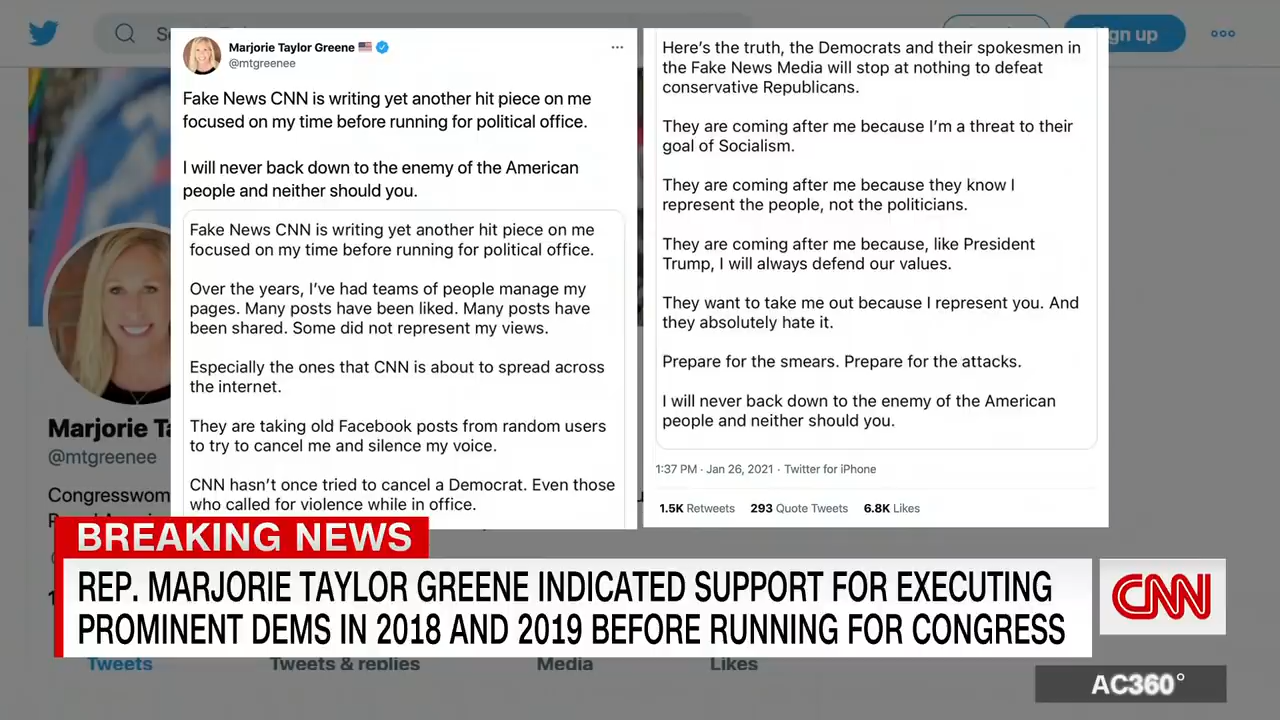 Sign up
Marjorie Taylor Greene
@mtgreenee
Fake News CNN is writing yet another hit piece on me
focused on my time before running for political office.
I will never back down to the enemy of the American
people and neither should you.
Fake News CNN is writing yet another hit piece on me
focused on my time before running for political office.
Over the years, I've had teams of people manage my
pages. Many posts have been liked. Many posts have
been shared. Some did not represent my views.
Especially the ones that CNN is about to spread across
the internet.
They are taking old Facebook posts from random users
to try to cancel me and silence my voice.
CNN hasn't once tried to cancel a Democrat. Even those
who called for violence while in office.
Here's the truth, the Democrats and their spokesmen in
the Fake News Media will stop at nothing to defeat
conservative Republicans.
They are coming after me because I'm a threat to their
goal of Socialism.
They are coming after me because they know I
represent the people, not the politicians.
They are coming after me because, like President
Trump, I will always defend our values.
They want to take me out because I represent you. And
they absolutely hate it.
Prepare for the smears. Prepare for the attacks.
I will never back down to the enemy of the American
people and neither should you.
1:37 PM · Jan 26, 2021 · Twitter for iPhone
1.5K Retweets 293 Quote Tweets 6.8K Likes
Marjorie Ta
@mtgreenee
Congresswom
BREAKING NEWS
REP. MARJORIE TAYLOR GREENE INDICATED SUPPORT FOR EXECUTING
PROMINENT DEMS IN 2018 AND 2019 BEFORE RUNNING FOR CONGRESS
CNN
Tweets Tweets & replies Media Likes
AC360°